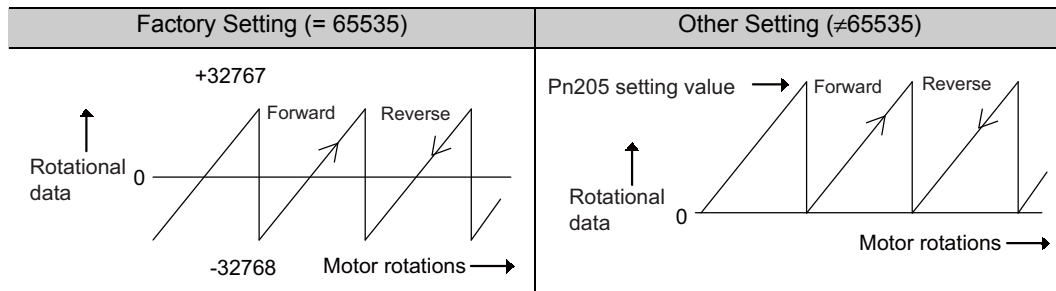 Factory Setting (= 65535)
+32767
Forward
Reverse
Rotational
data
0
-32768
Motor rotations
Other Setting (≠65535)
Pn205 setting value
Forward
Reverse
Rotational
data
0
Motor rotations